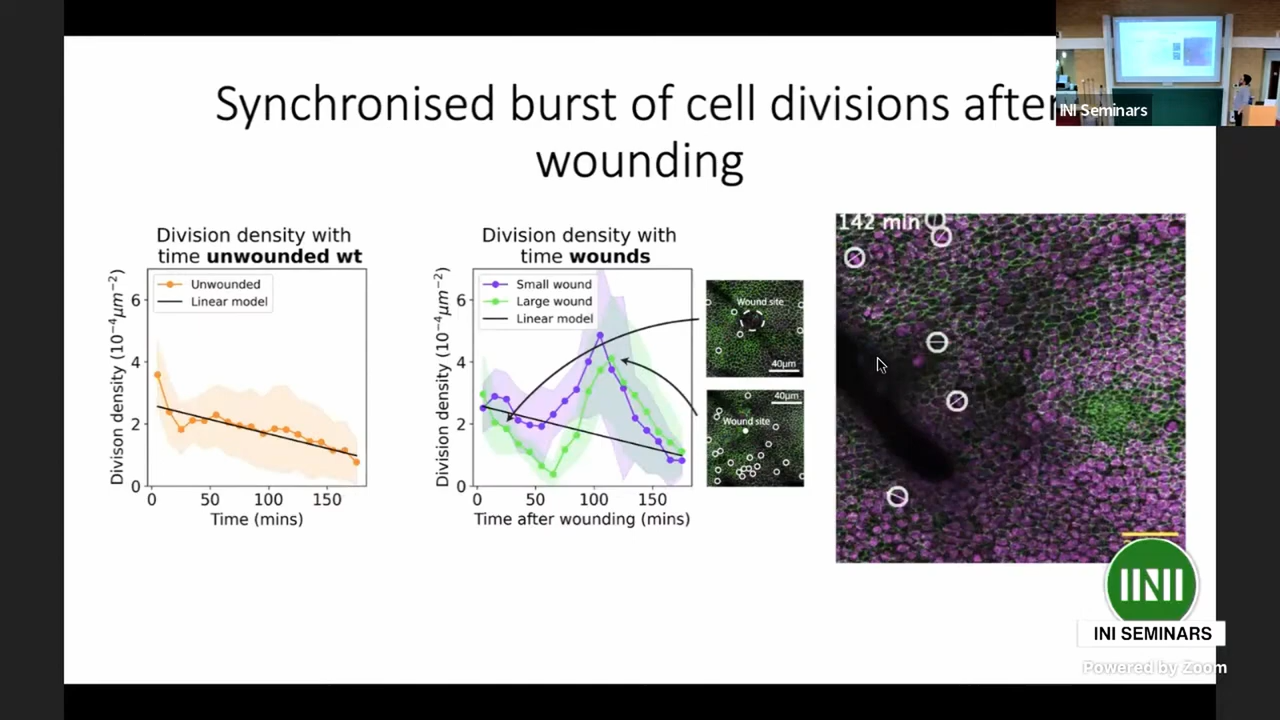 Synchronised burst of cell divisions after
wounding
INI Seminars
Division density with
time unwounded wt
Unwounded
Linear model
Divison density (10⁻⁴μm⁻²)
6
4
2
0
0
50
100
150
Time (mins)
Division density with
time wounds
Small wound
Large wound
Linear model
Division density (10⁻⁴μm⁻²)
6
4
2
0
0
50
100
150
Time after wounding (mins)
Wound site
40μm
40μm
Wound site
142 min
INI
INI SEMINARS
Powered by Zoom